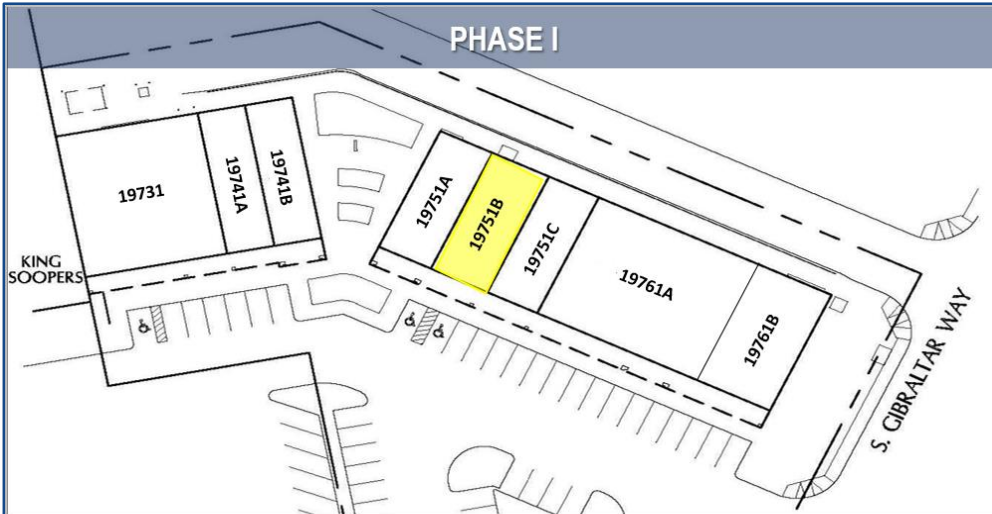 PHASE I
19731
19741A
19741B
19751A
19751B
19751C
19761A
19761B
KING
SOOPERS
S. GIBRALTAR WAY